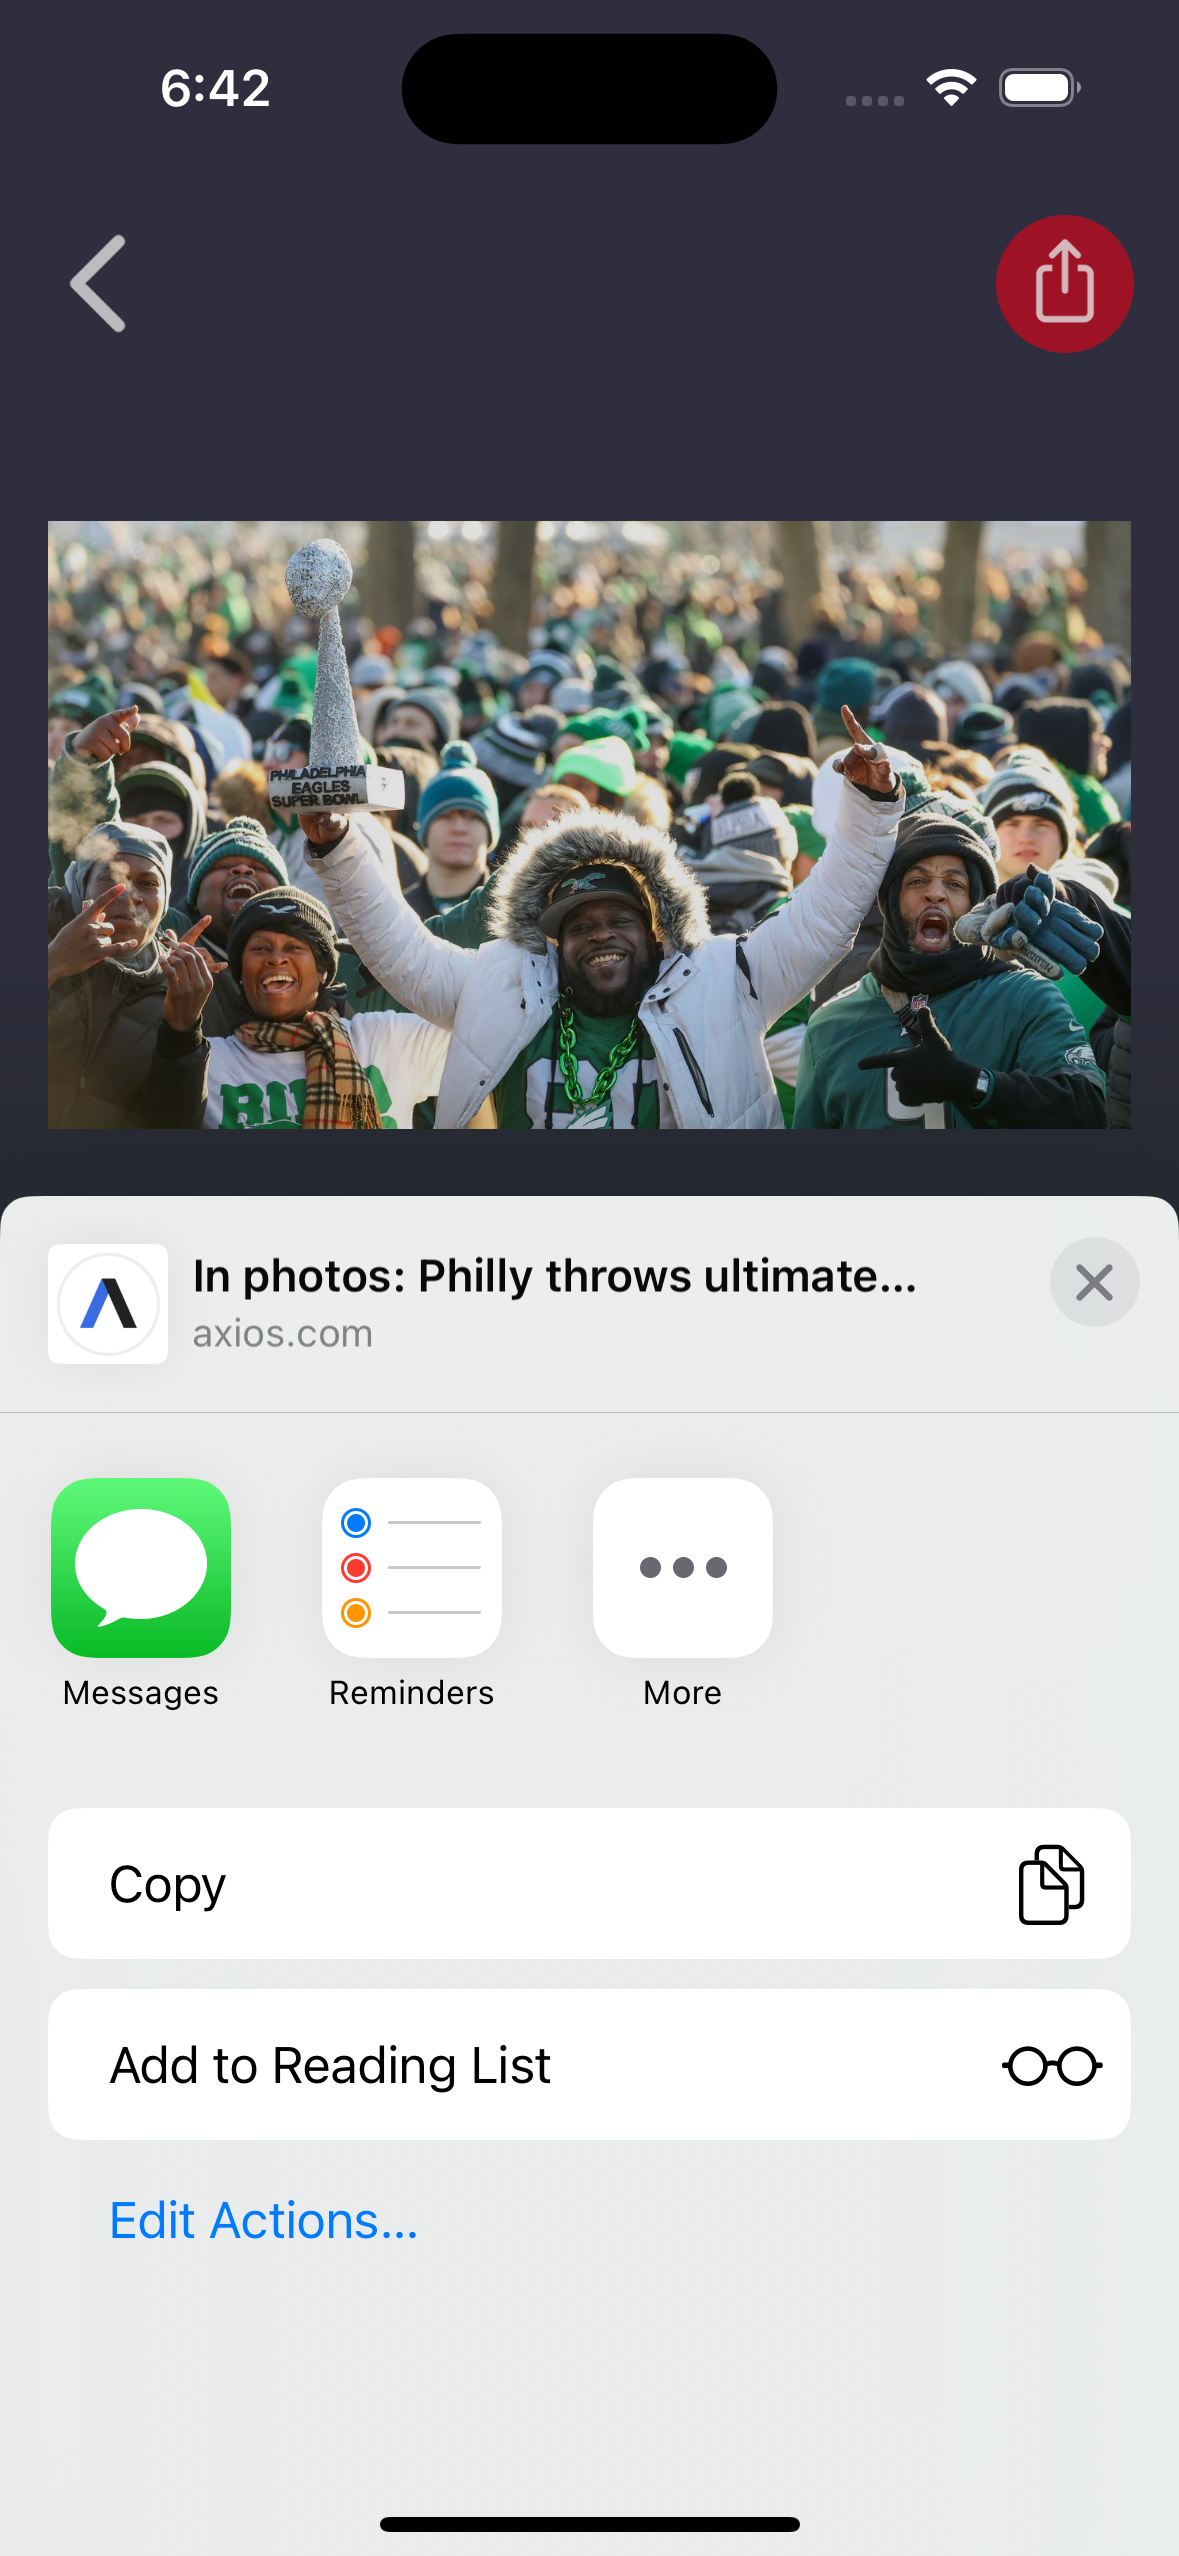 6:42
PHILADELPHIA
EAGLES
SUPER BOWL
NFL
In photos: Philly throws ultimate...
axios.com
Messages
Reminders
More
Copy
Add to Reading List
Edit Actions...